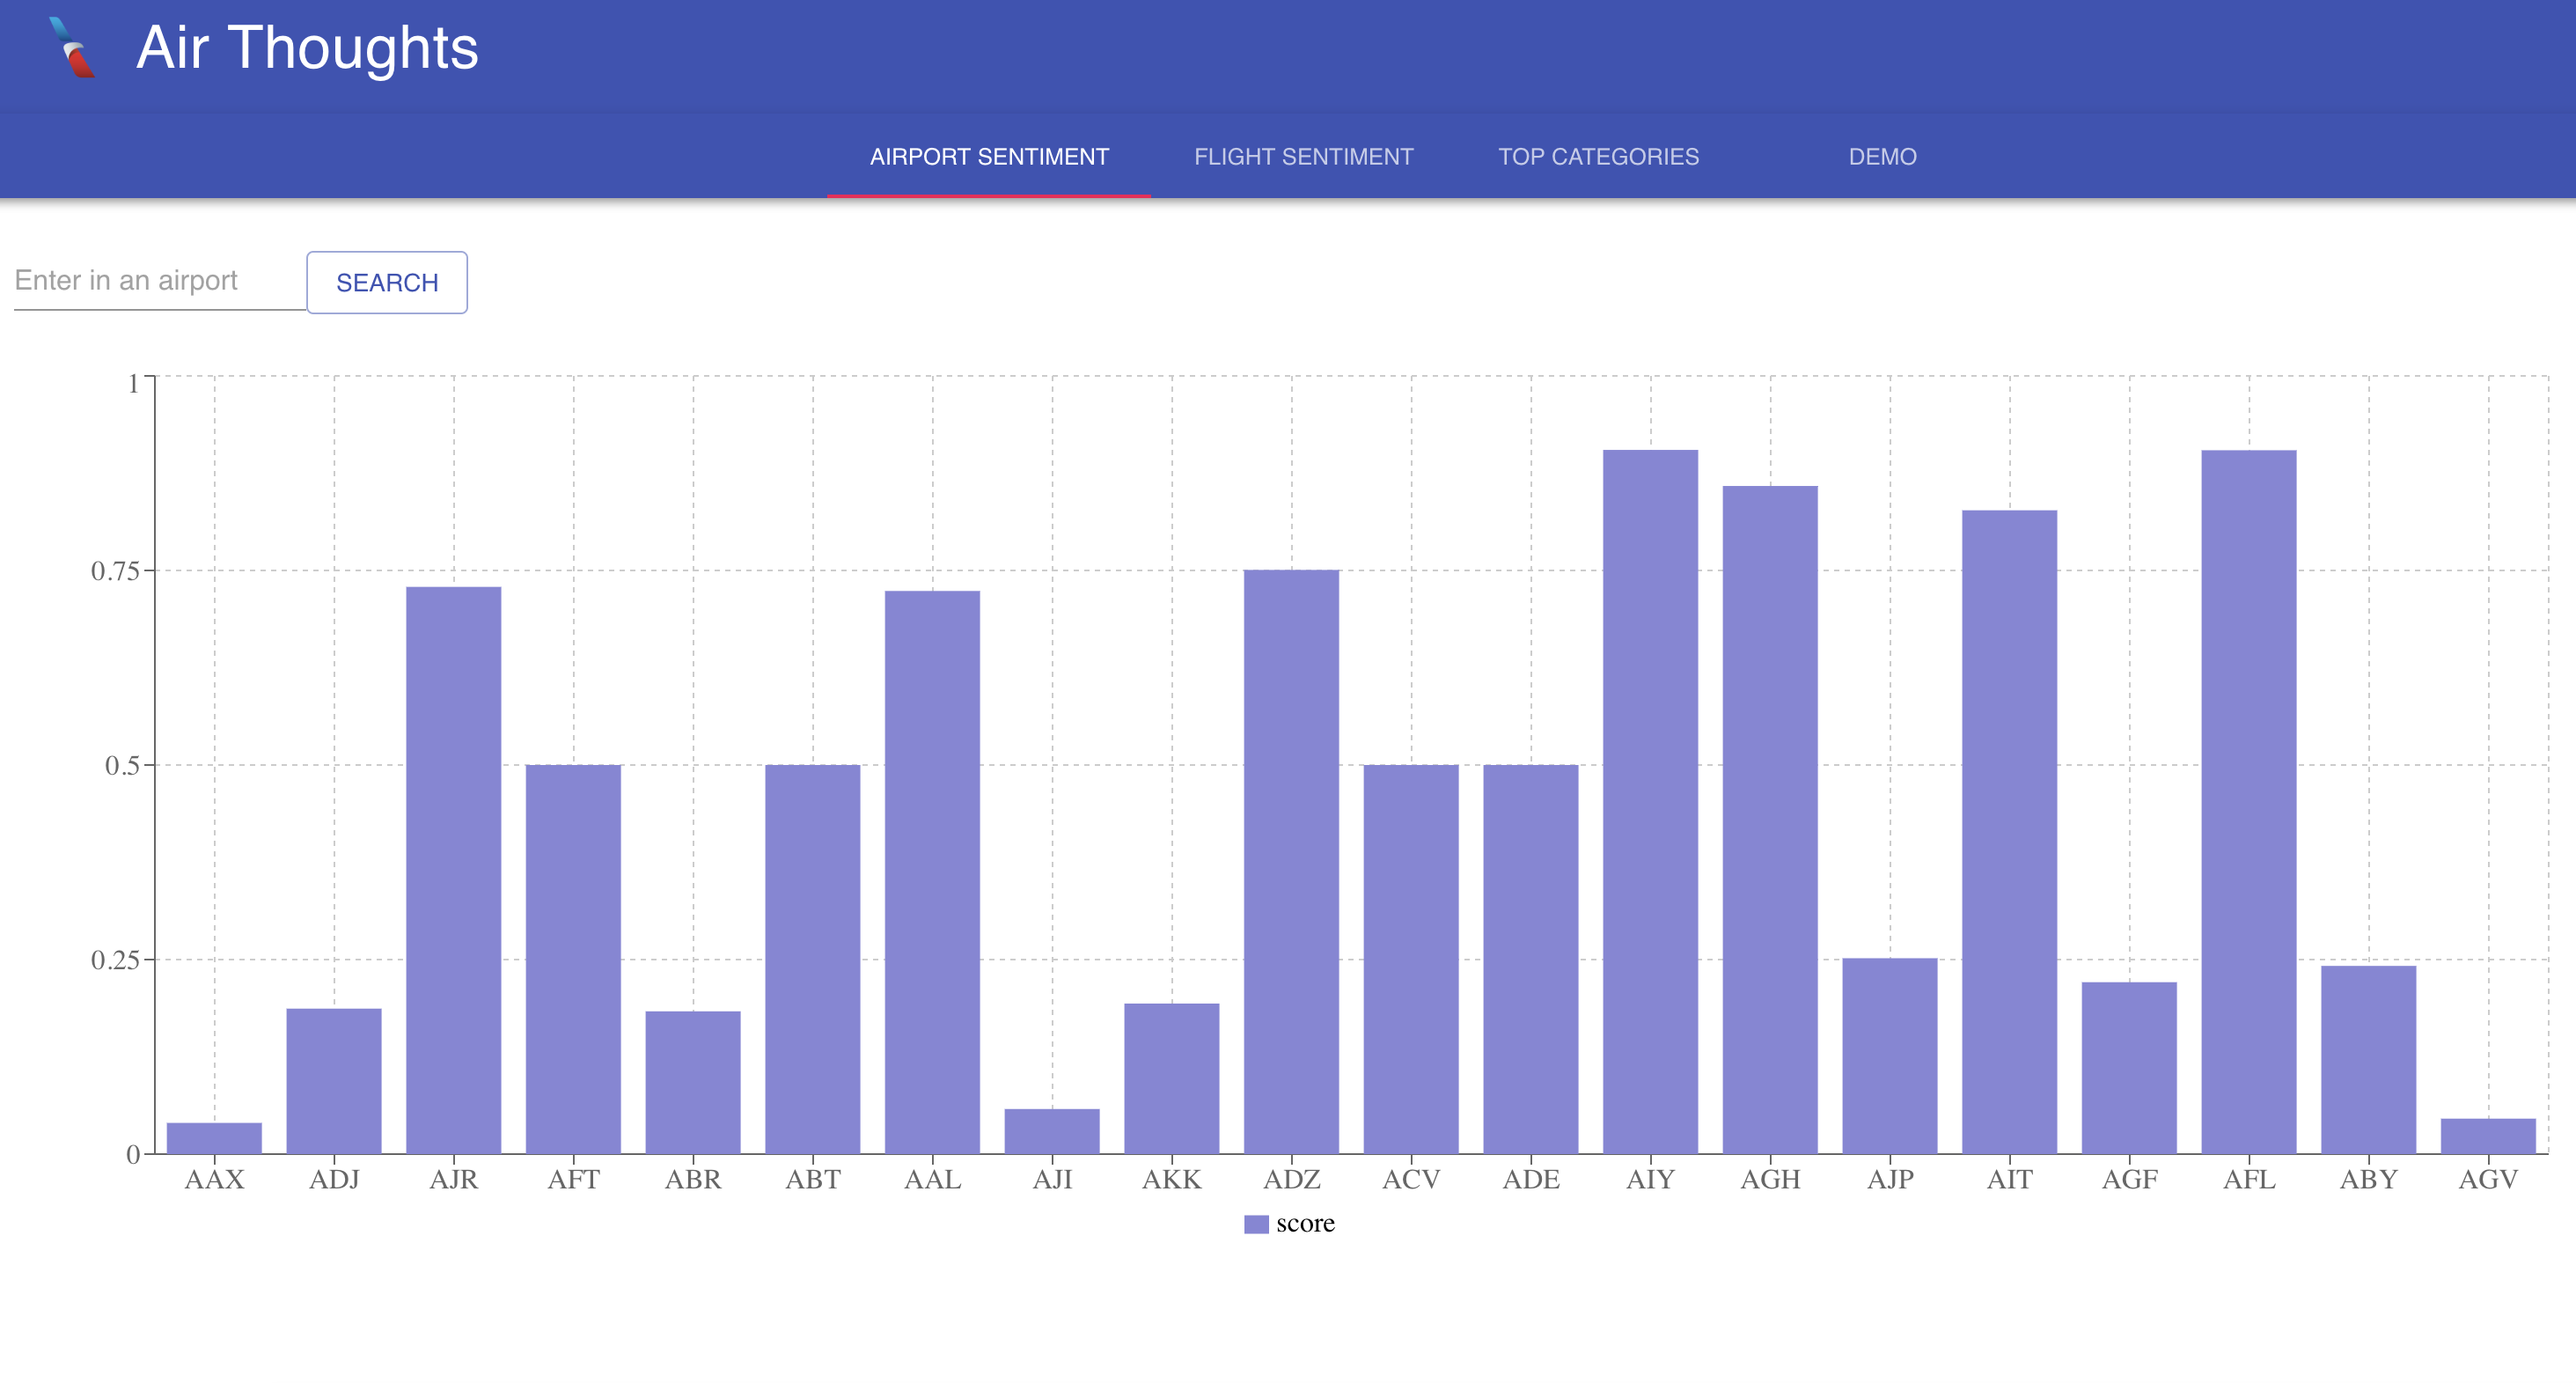 Air Thoughts
AIRPORT SENTIMENT FLIGHT SENTIMENT TOP CATEGORIES DEMO
Enter in an airport SEARCH
1
0.75
0.5
0.25
0
AAX ADJ AJR AFT ABR ABT AAL AJI AKK ADZ ACV ADE AIY AGH AJP AIT AGF AFL ABY AGV
score